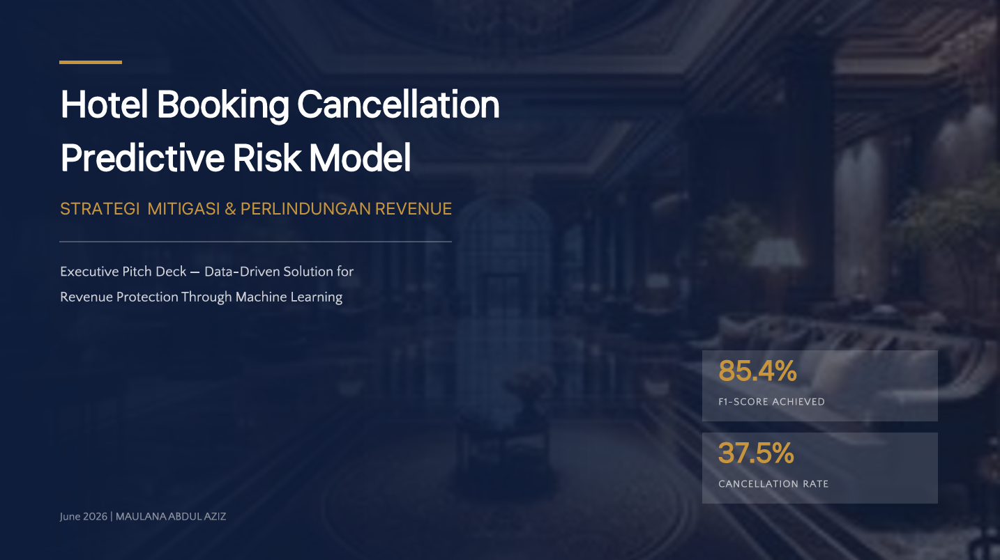 Hotel Booking Cancellation
Predictive Risk Model
STRATEGI MITIGASI & PERLINDUNGAN REVENUE
Executive Pitch Deck — Data-Driven Solution for
Revenue Protection Through Machine Learning
85.4%
F1-SCORE ACHIEVED
37.5%
CANCELLATION RATE
June 2026 | MAULANA ABDUL AZIZ